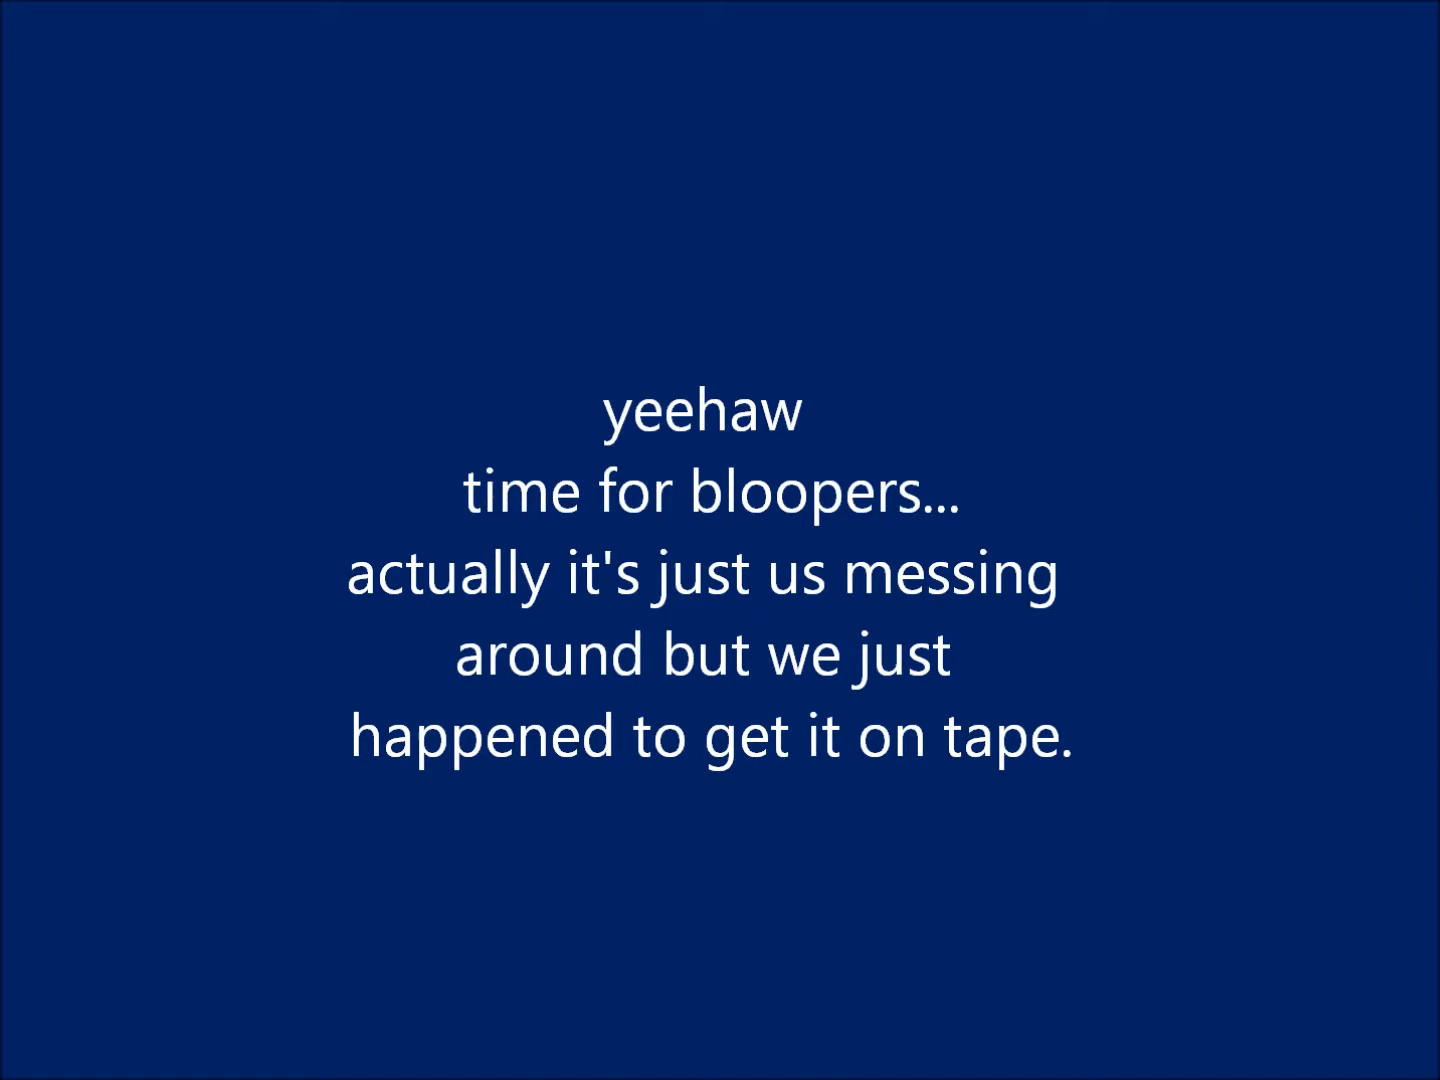 yeehaw
time for bloopers...
actually it's just us messing
around but we just
happened to get it on tape.